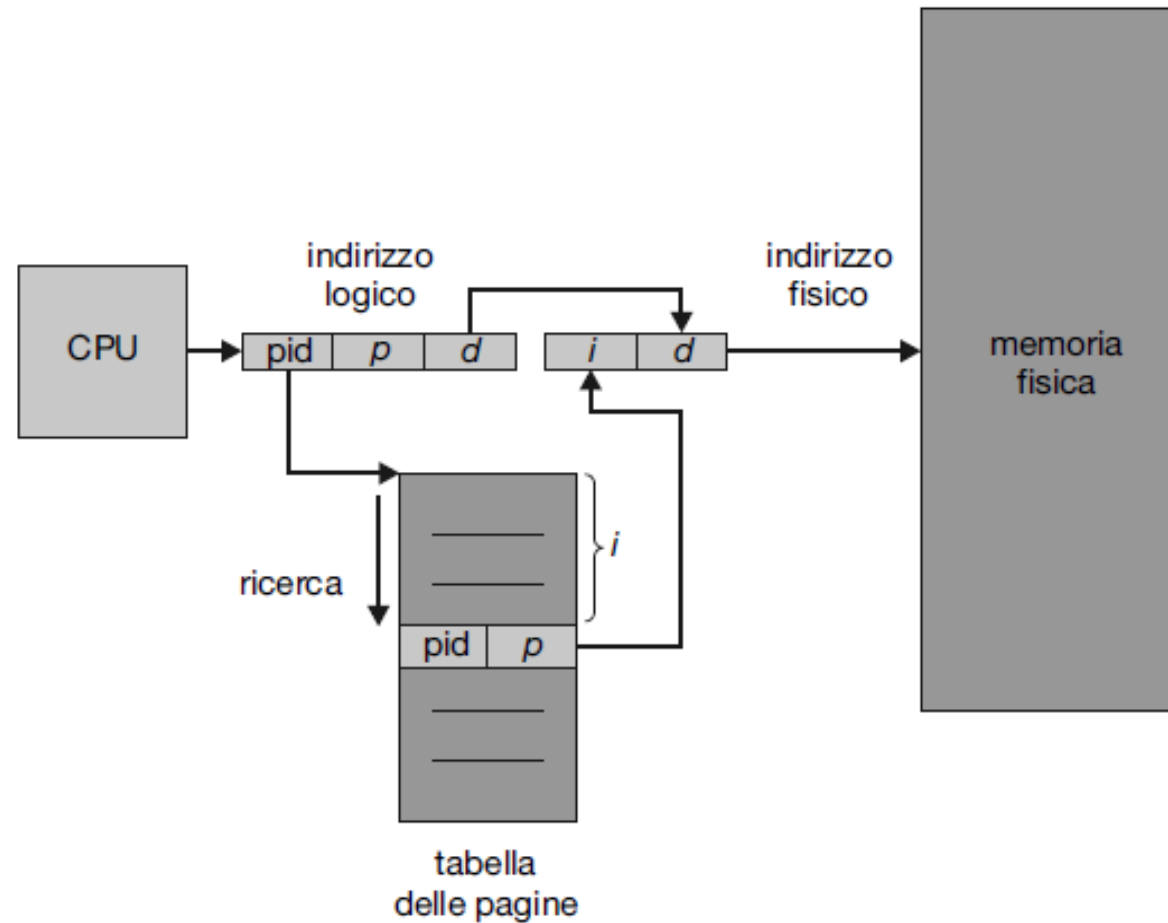 indirizzo
logico
indirizzo
fisico
CPU
pid p d
i d
memoria
fisica
i
ricerca
pid p
tabella
delle pagine